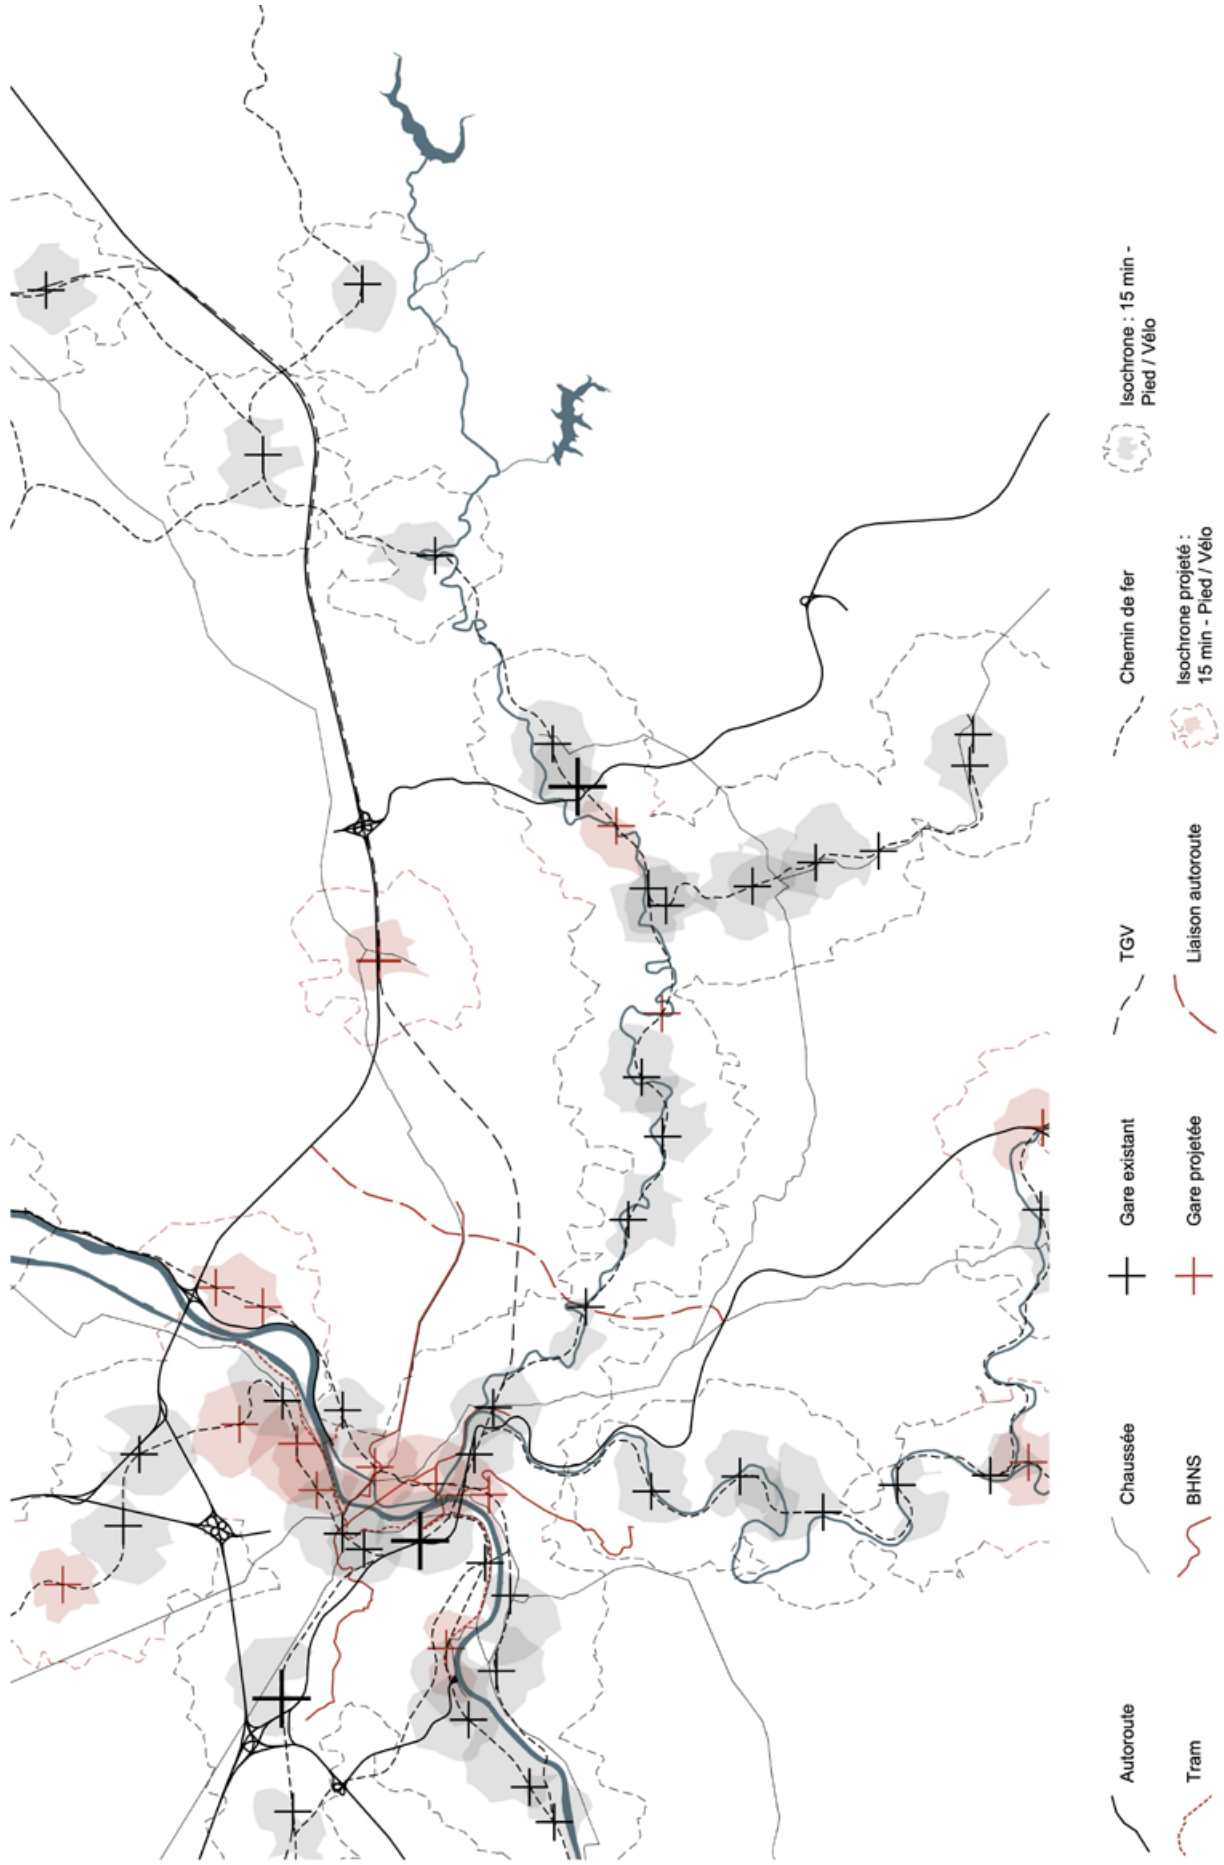 Autoroute
Chaussée
Gare existant
TGV
Chemin de fer
Isochrone : 15 min -
Pied / Vélo
Tram
BHNS
Gare projetée
Liaison autoroute
Isochrone projeté :
15 min - Pied / Vélo